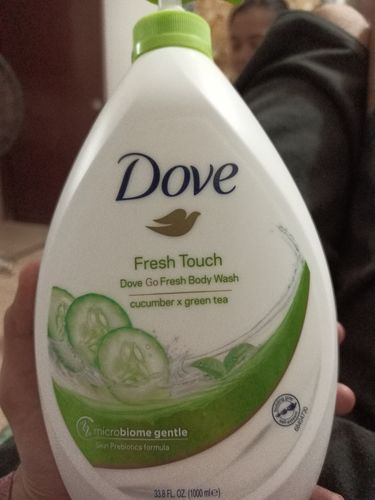 Dove
Fresh Touch
Dove Go Fresh Body Wash
cucumber x green tea
microbiome gentle
Skin Prebiotics formula
68464730
33.8 FL. OZ. (1000 ml℮)